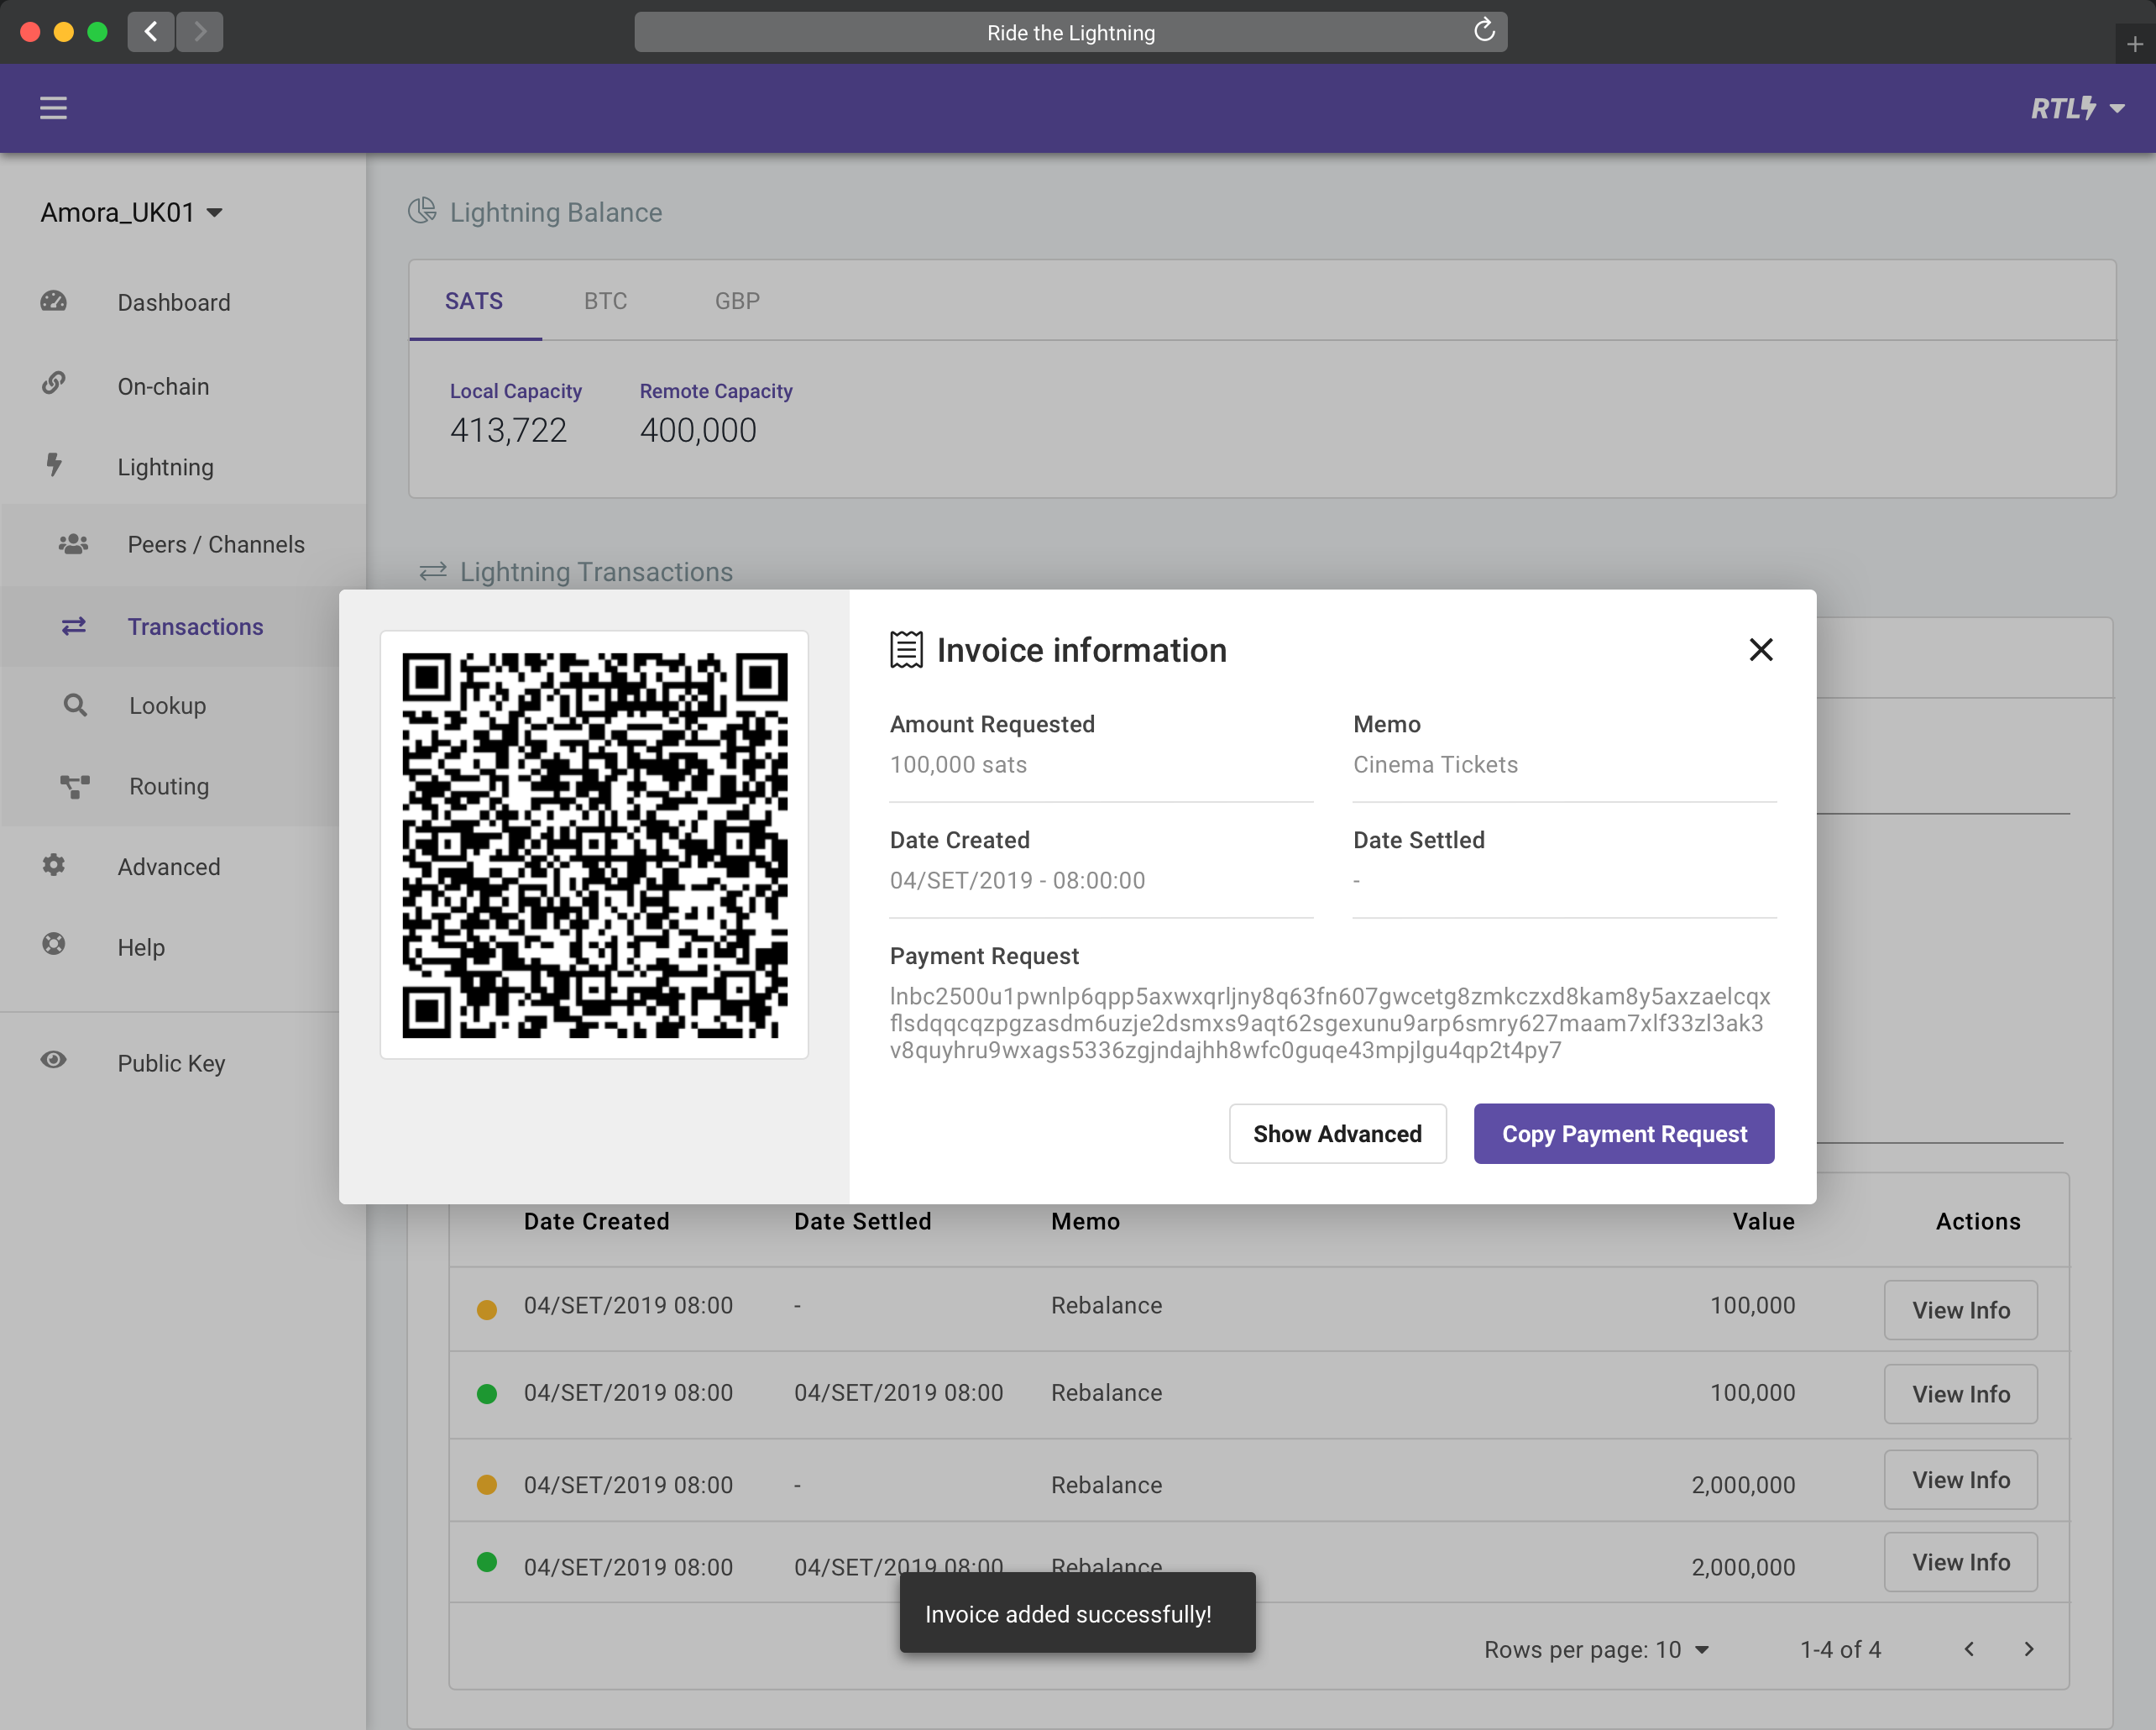 Ride the Lightning
RTL
Amora_UK01
Dashboard
On-chain
Lightning
Peers / Channels
Transactions
Lookup
Routing
Advanced
Help
Public Key
Lightning Balance
SATS BTC GBP
Local Capacity Remote Capacity
413,722 400,000
Lightning Transactions
Invoice information
Amount Requested Memo
100,000 sats Cinema Tickets
Date Created Date Settled
04/SET/2019 - 08:00:00 -
Payment Request
lnbc2500u1pwnlp6qpp5axwxqrljny8q63fn607gwcetg8zmkczxd8kam8y5axzaelcqx
flsdqqcqzpgzasdm6uzje2dsmxs9aqt62sgexunu9arp6smry627maam7xlf33zl3ak3
v8quyhru9wxags5336zgjndajhh8wfc0guqe43mpjlgu4qp2t4py7
Show Advanced Copy Payment Request
Date Created Date Settled Memo Value Actions
04/SET/2019 08:00 - Rebalance 100,000 View Info
04/SET/2019 08:00 04/SET/2019 08:00 Rebalance 100,000 View Info
04/SET/2019 08:00 - Rebalance 2,000,000 View Info
04/SET/2019 08:00 04/SET/2019 08:00 Rebalance 2,000,000 View Info
Invoice added successfully!
Rows per page: 10 1-4 of 4